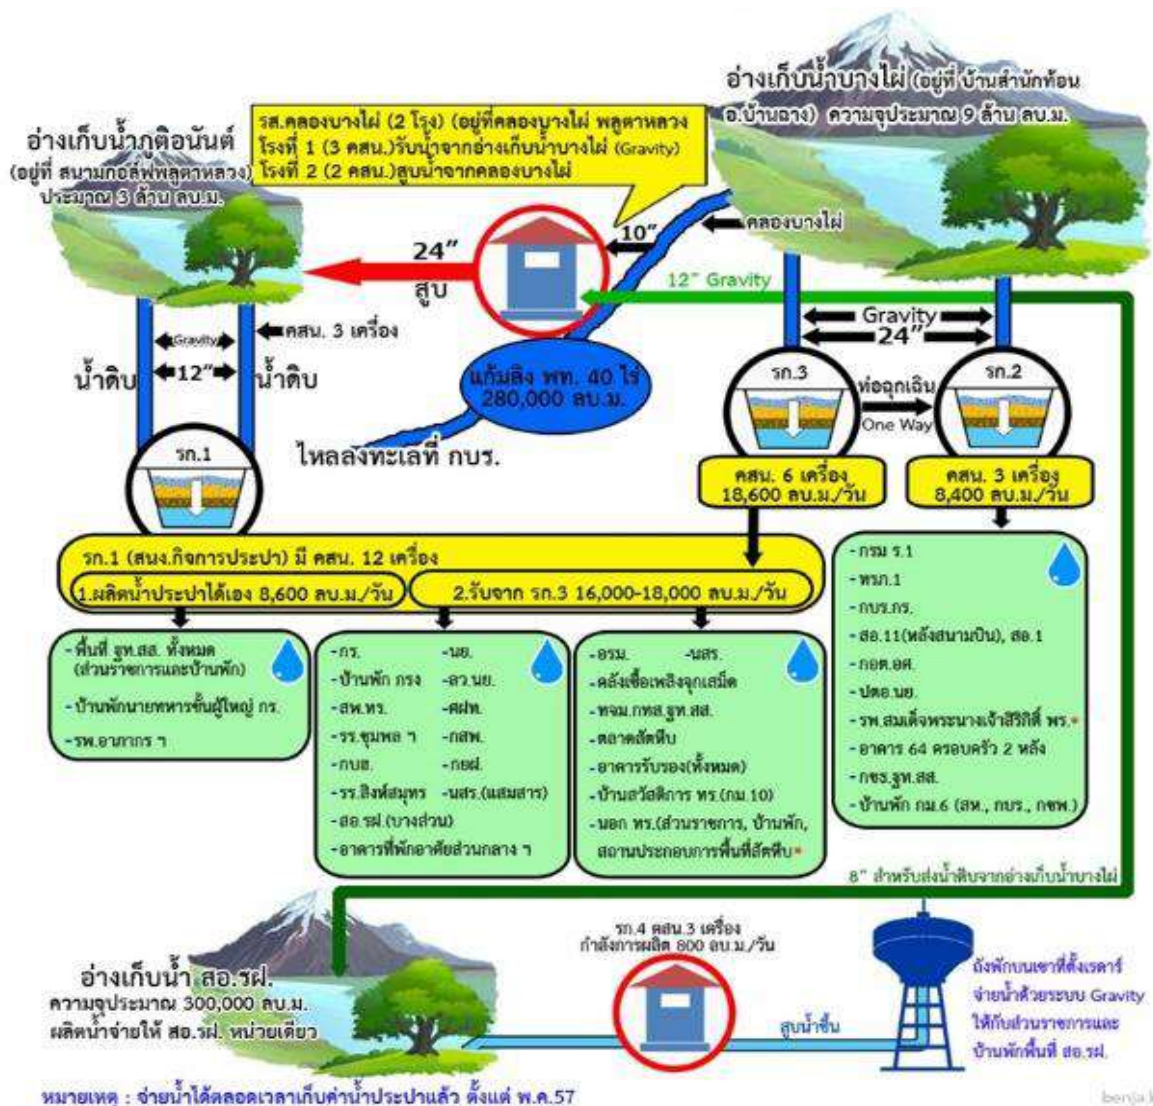 อ่างเก็บน้ำบางไผ่ (อยู่ที่ บ้านสำนักท้อน
อ.บ้านฉาง) ความจุประมาณ 9 ล้าน ลบ.ม.
อ่างเก็บน้ำภูติอนันต์
(อยู่ที่ สนามกอล์ฟพลูตาหลวง)
ประมาณ 3 ล้าน ลบ.ม.
รส.คลองบางไผ่ (2 โรง) (อยู่ที่คลองบางไผ่ พลูตาหลวง
โรงที่ 1 (3 คสน.)รับน้ำจากอ่างเก็บน้ำบางไผ่ (Gravity)
โรงที่ 2 (2 คสน.)สูบน้ำจากคลองบางไผ่
คลองบางไผ่
10"
24"
สูบ
12" Gravity
Gravity
24"
คสน. 3 เครื่อง
Gravity
12"
น้ำดิบ
น้ำดิบ
แก้มลิง พท. 40 ไร่
280,000 ลบ.ม.
ไหลลงทะเลที่ กบร.
รก.3
ท่อฉุกเฉิน
One Way
รก.2
รก.1
คสน. 6 เครื่อง
18,600 ลบ.ม./วัน
คสน. 3 เครื่อง
8,400 ลบ.ม./วัน
รก.1 (สนง.กิจการประปา) มี คสน. 12 เครื่อง
1.ผลิตน้ำประปาได้เอง 8,600 ลบ.ม./วัน
2.รับจาก รก.3 16,000-18,000 ลบ.ม./วัน
-พื้นที่ ฐท.สส. ทั้งหมด
(ส่วนราชการและบ้านพัก)
-บ้านพักนายทหารชั้นผู้ใหญ่ กร.
-รพ.อาภากร ฯ
-กร. -นย.
-บ้านพัก กรง -ลว.นย.
-สพ.ทร. -ศฝท.
-รร.ชุมพล ฯ -กสพ.
-กบฮ. -กยฝ.
-รร.สิงห์สมุทร -นสร.(แสมสาร)
-สอ.รฝ.(บางส่วน)
-อาคารที่พักอาศัยส่วนกลาง ฯ
-อรม. -นสร.
-คลังเชื้อเพลิงจุกเสม็ด
-ทจม.กทส.ฐท.สส.
-ตลาดสัตหีบ
-อาคารรับรอง(ทั้งหมด)
-บ้านสวัสดิการ ทร.(กม.10)
-นอก ทร.(ส่วนราชการ, บ้านพัก,
สถานประกอบการพื้นที่สัตหีบ*
-กรม ร.1
-ทรภ.1
-กบร.กร.
-สอ.11(หลังสนามบิน), สอ.1
-กอต.อศ.
-ปตอ.นย.
-รพ.สมเด็จพระนางเจ้าสิริกิติ์ พร.*
-อาคาร 64 ครอบครัว 2 หลัง
-กขธ.ฐท.สส.
-บ้านพัก กม.6 (สห., กบร., กซพ.)
8" สำหรับส่งน้ำดิบจากอ่างเก็บน้ำบางไผ่
อ่างเก็บน้ำ สอ.รฝ.
ความจุประมาณ 300,000 ลบ.ม.
ผลิตน้ำจ่ายให้ สอ.รฝ. หน่วยเดียว
รก.4 คสน.3 เครื่อง
กำลังการผลิต 800 ลบ.ม./วัน
สูบน้ำขึ้น
ถังพักบนเขาที่ตั้งเรดาร์
จ่ายน้ำด้วยระบบ Gravity
ให้กับส่วนราชการและ
บ้านพักพื้นที่ สอ.รฝ.
หมายเหตุ : จ่ายน้ำได้ตลอดเวลาเก็บค่าน้ำประปาแล้ว ตั้งแต่ พ.ค.57